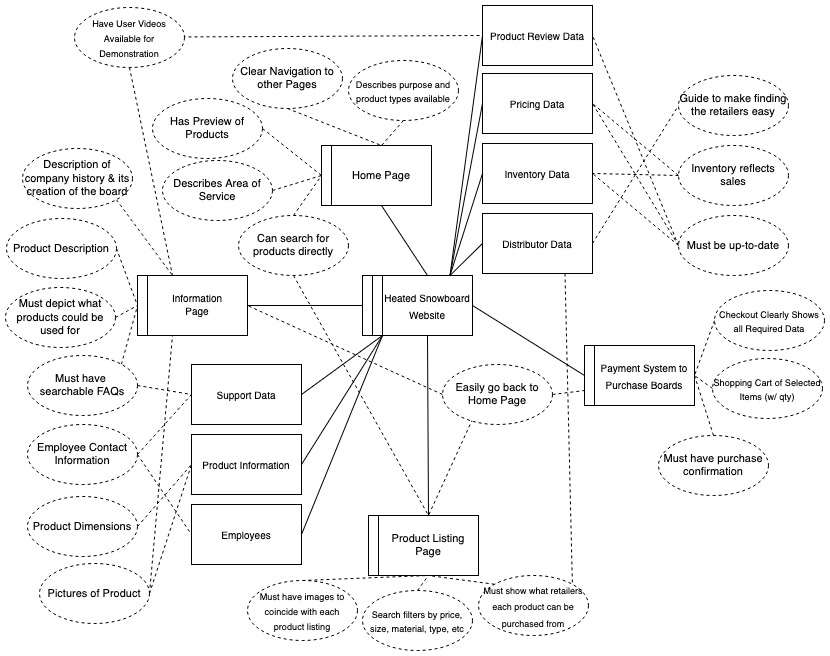 Have User Videos
Available for
Demonstration
Product Review Data
Clear Navigation to
other Pages
Describes purpose and
product types available
Pricing Data
Guide to make finding
the retailers easy
Has Preview of
Products
Home Page
Inventory Data
Inventory reflects
sales
Description of
company history & its
creation of the board
Describes Area of
Service
Can search for
products directly
Distributor Data
Must be up-to-date
Product Description
Must depict what
products could be
used for
Information
Page
Heated Snowboard
Website
Checkout Clearly Shows
all Required Data
Payment System to
Purchase Boards
Shopping Cart of Selected
Items (w/ qty)
Must have
searchable FAQs
Support Data
Easily go back to
Home Page
Employee Contact
Information
Product Information
Must have purchase
confirmation
Product Dimensions
Employees
Product Listing
Page
Pictures of Product
Must have images to
coincide with each
product listing
Search filters by price,
size, material, type, etc
Must show what retailers
each product can be
purchased from